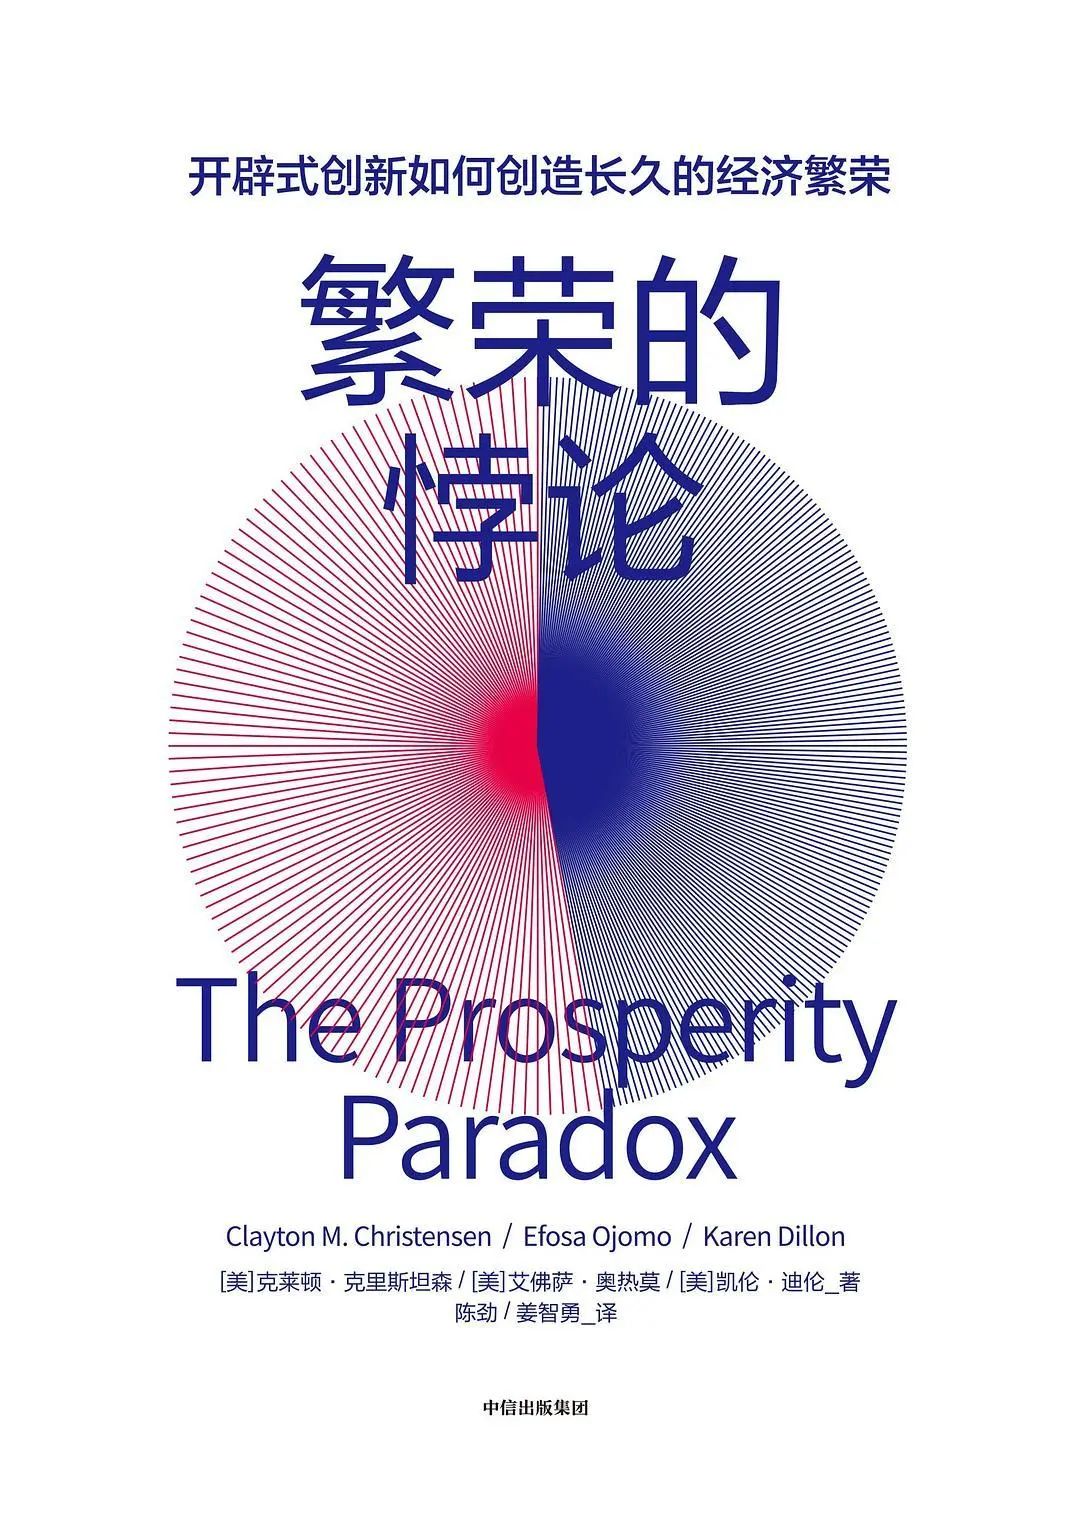 开辟式创新如何创造长久的经济繁荣
繁荣的
悖论
The Prosperity
Paradox
Clayton M. Christensen / Efosa Ojomo / Karen Dillon
[美]克莱顿·克里斯坦森 / [美]艾佛萨·奥热莫 / [美]凯伦·迪伦_著
陈劲 / 姜智勇_译
中信出版集团